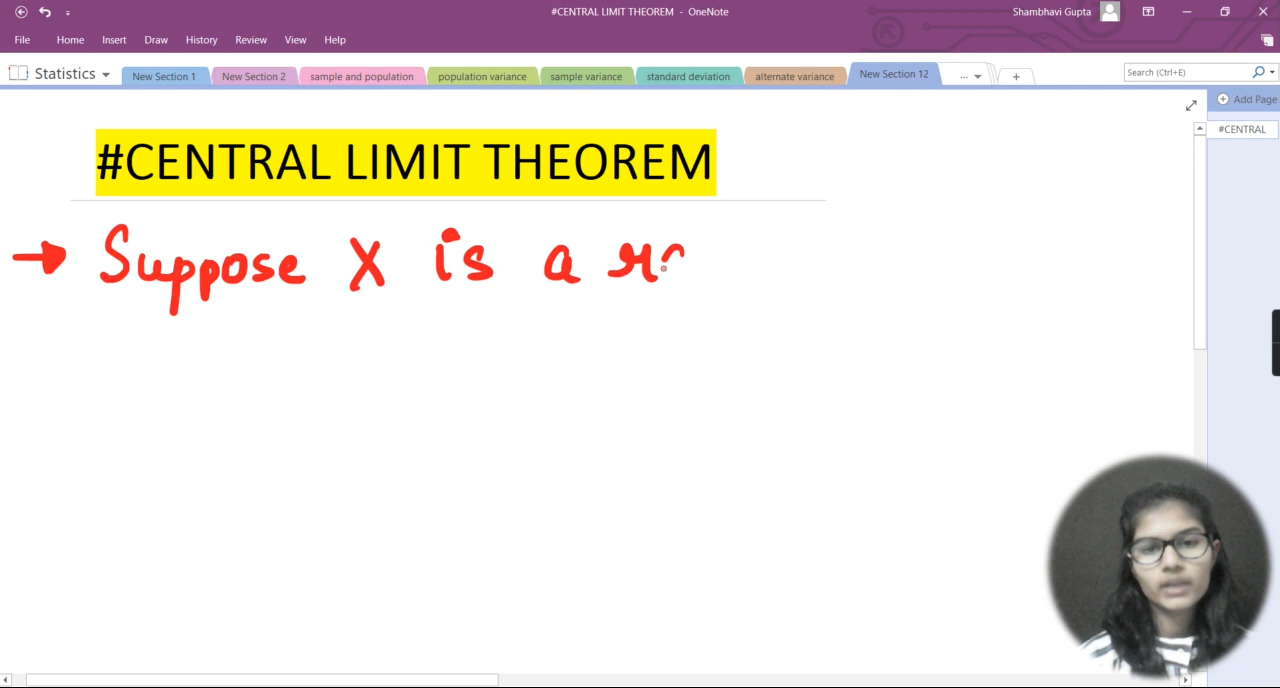 #CENTRAL LIMIT THEOREM - OneNote
Shambhavi Gupta
File Home Insert Draw History Review View Help
Statistics New Section 1 New Section 2 sample and population population variance sample variance standard deviation alternate variance New Section 12 ... + Search (Ctrl+E)
+ Add Page
#CENTRAL
#CENTRAL LIMIT THEOREM
→ Suppose X is a